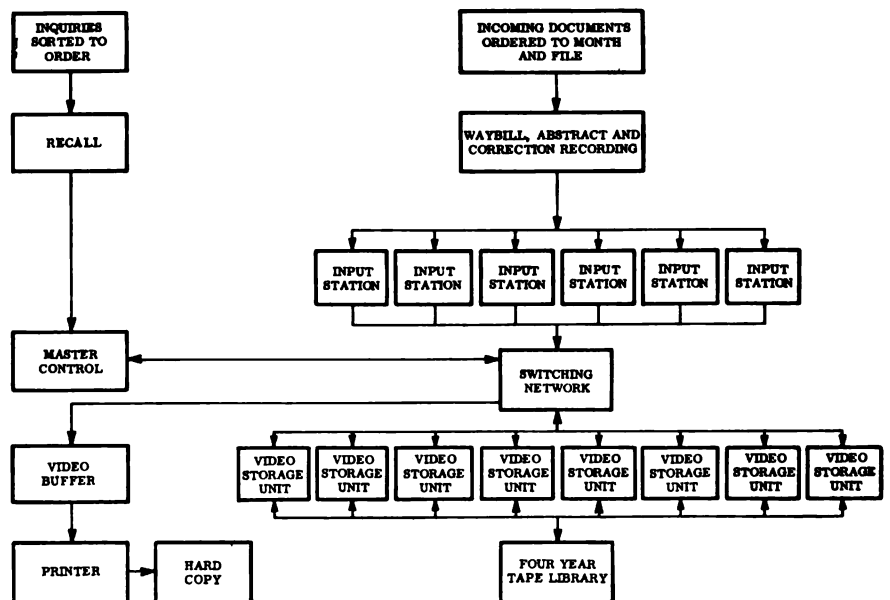 INQUIRIES
SORTED TO
ORDER
RECALL
MASTER
CONTROL
VIDEO
BUFFER
PRINTER
HARD
COPY
INCOMING DOCUMENTS
ORDERED TO MONTH
AND FILE
WAYBILL, ABSTRACT AND
CORRECTION RECORDING
INPUT
STATION
INPUT
STATION
INPUT
STATION
INPUT
STATION
INPUT
STATION
INPUT
STATION
SWITCHING
NETWORK
VIDEO
STORAGE
UNIT
VIDEO
STORAGE
UNIT
VIDEO
STORAGE
UNIT
VIDEO
STORAGE
UNIT
VIDEO
STORAGE
UNIT
VIDEO
STORAGE
UNIT
VIDEO
STORAGE
UNIT
VIDEO
STORAGE
UNIT
FOUR YEAR
TAPE LIBRARY